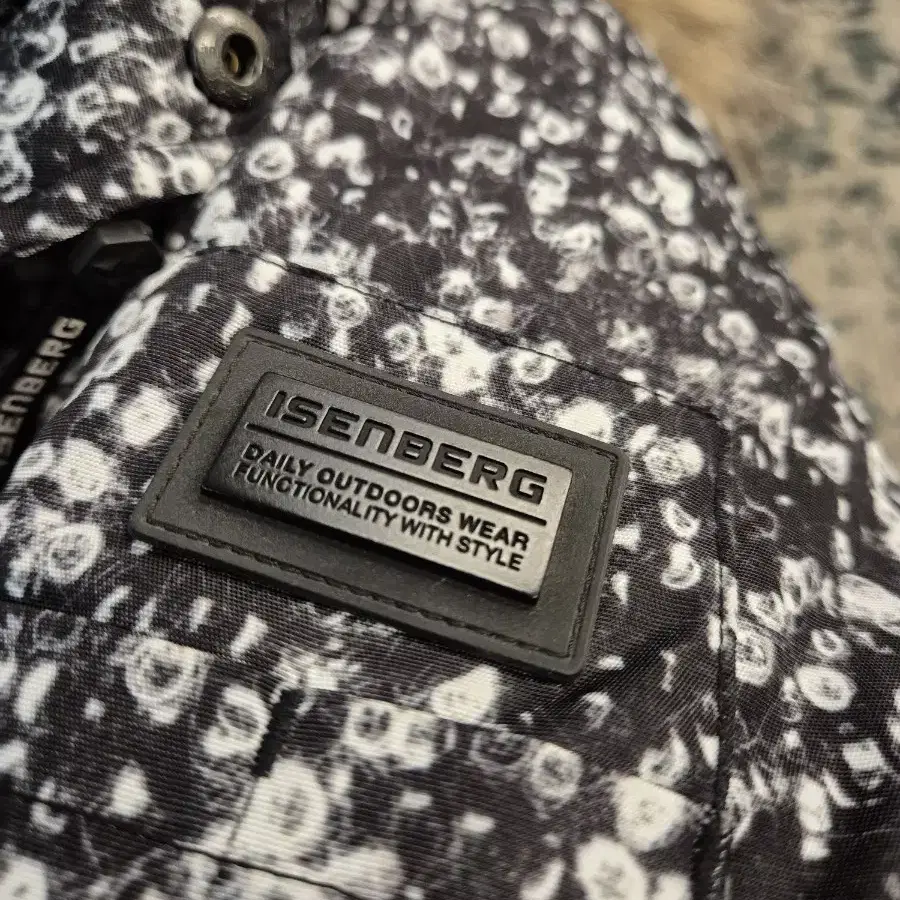 ISENBERG
DAILY OUTDOORS WEAR
FUNCTIONALITY WITH STYLE
ISENBERG